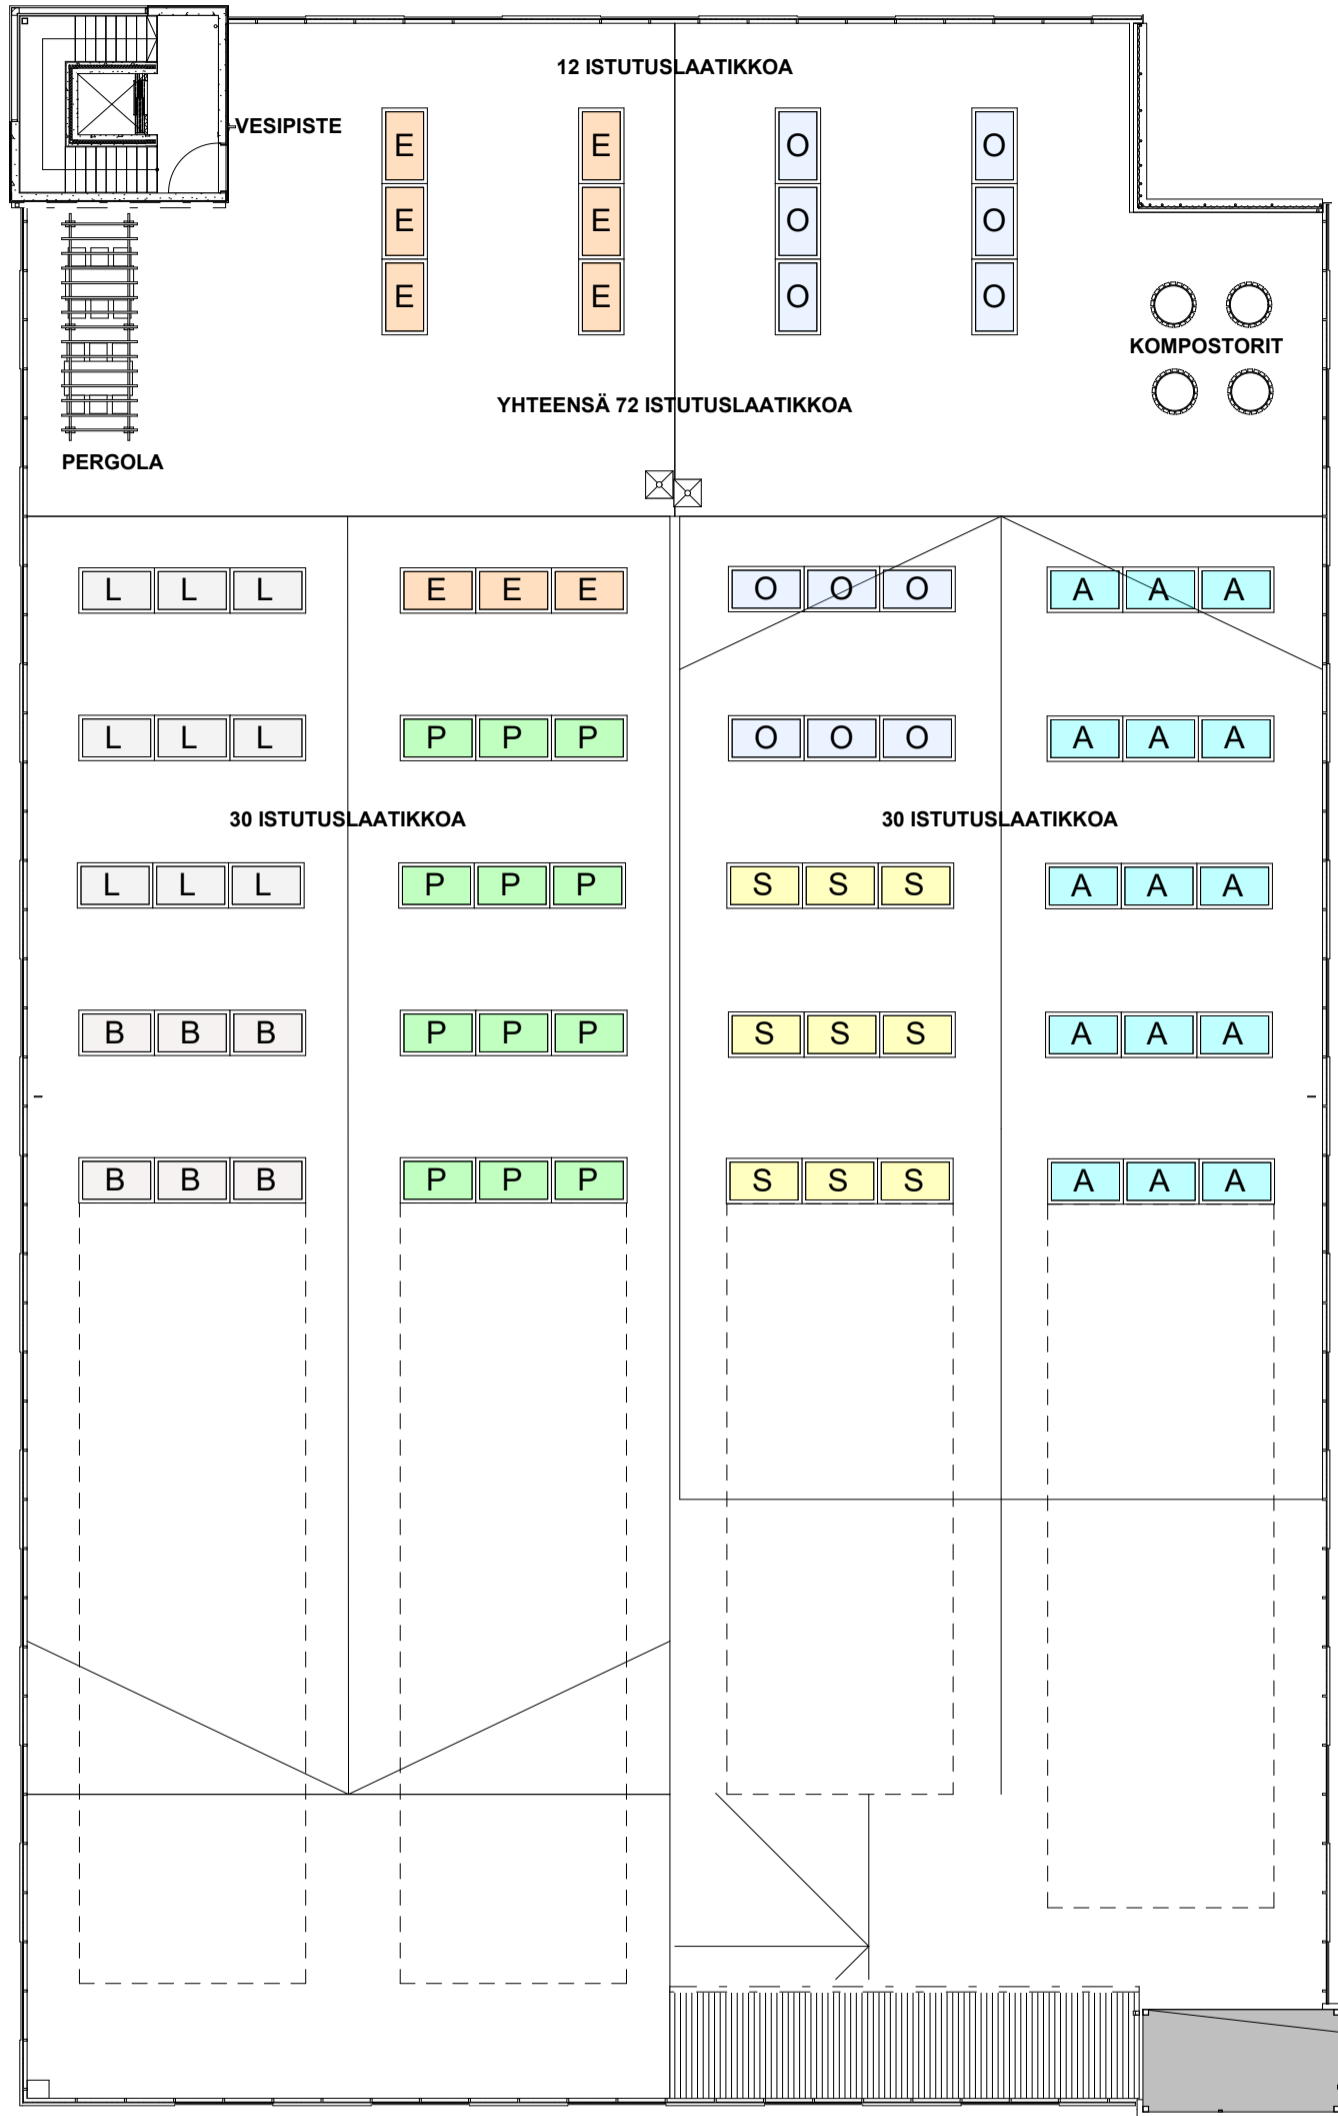 12 ISTUTUSLAATIKKOA
VESIPISTE
E E O O
E E O O
E E O O
KOMPOSTORIT
YHTEENSÄ 72 ISTUTUSLAATIKKOA
PERGOLA
L L L E E E O O O A A A
L L L P P P O O O A A A
30 ISTUTUSLAATIKKOA 30 ISTUTUSLAATIKKOA
L L L P P P S S S A A A
B B B P P P S S S A A A
B B B P P P S S S A A A